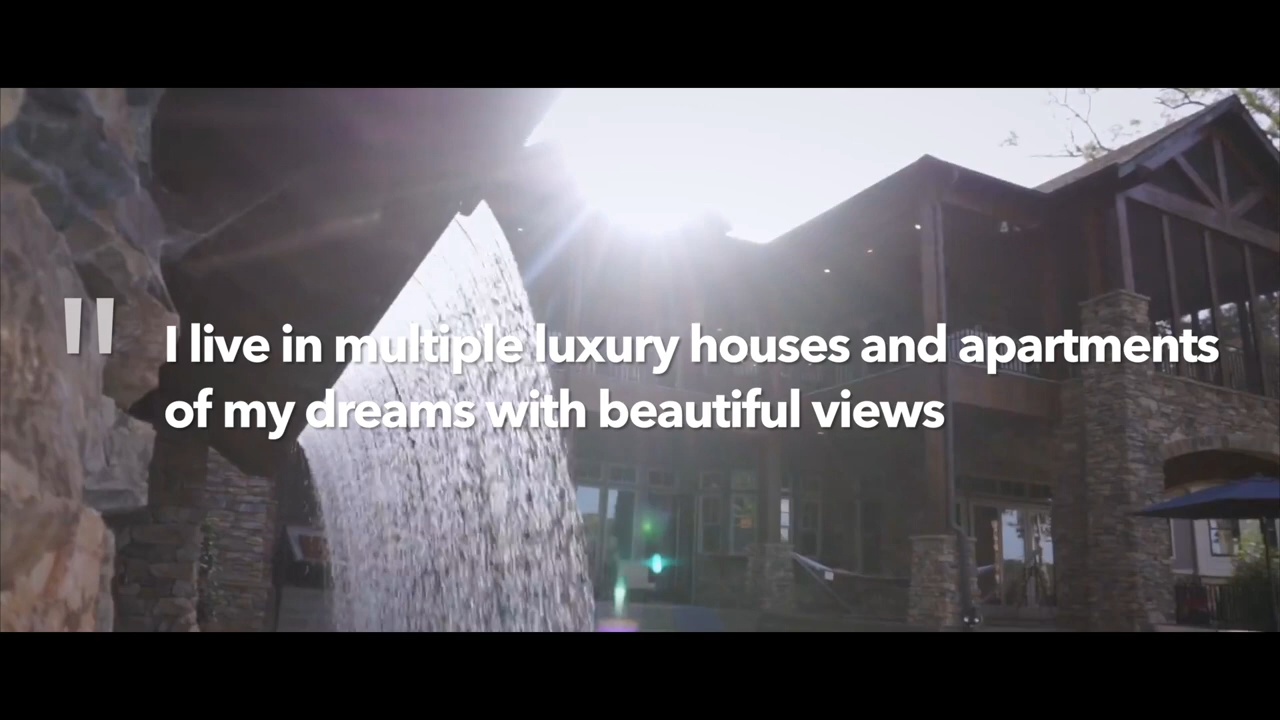 " I live in multiple luxury houses and apartments
of my dreams with beautiful views